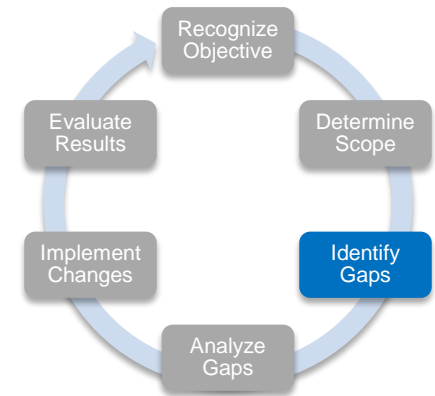 Recognize
Objective
Determine
Scope
Identify
Gaps
Analyze
Gaps
Implement
Changes
Evaluate
Results